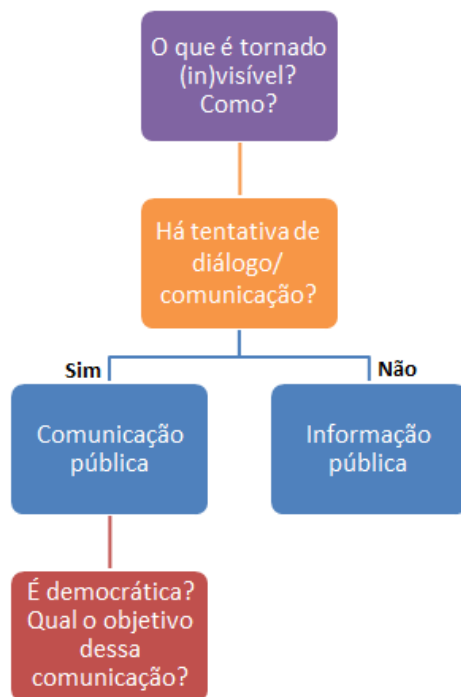 O que é tornado
(in)visível?
Como?
Há tentativa de
diálogo/
comunicação?
Sim
Não
Comunicação
pública
Informação
pública
É democrática?
Qual o objetivo
dessa
comunicação?